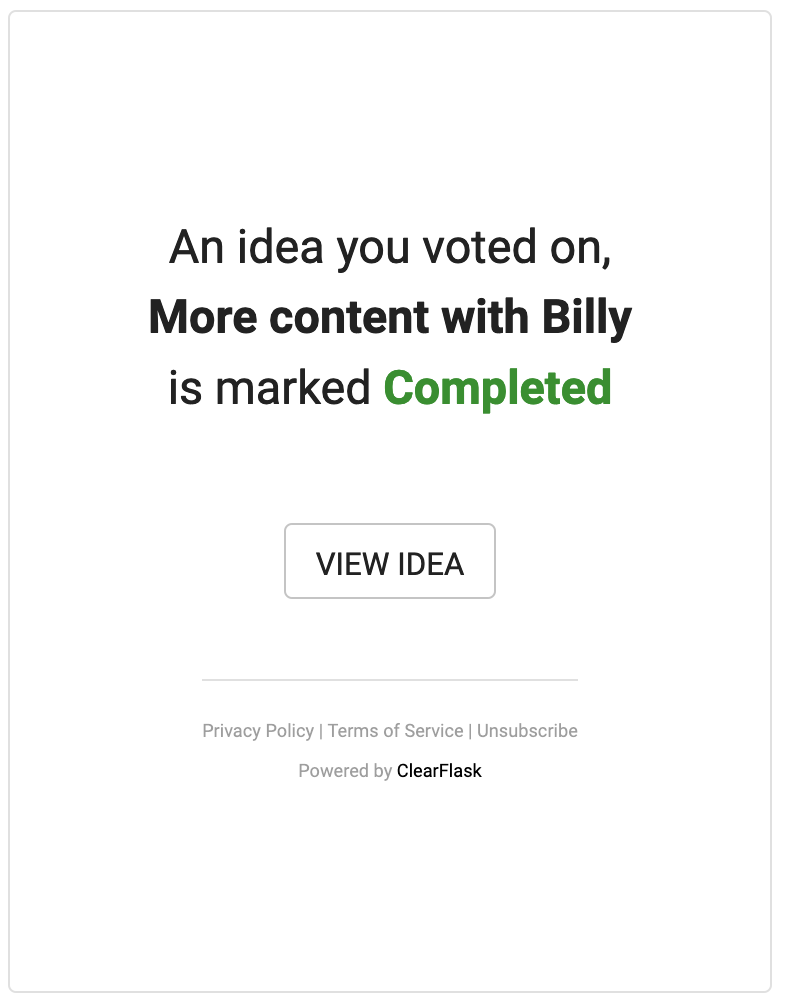 An idea you voted on,
More content with Billy
is marked Completed
VIEW IDEA
Privacy Policy | Terms of Service | Unsubscribe
Powered by ClearFlask